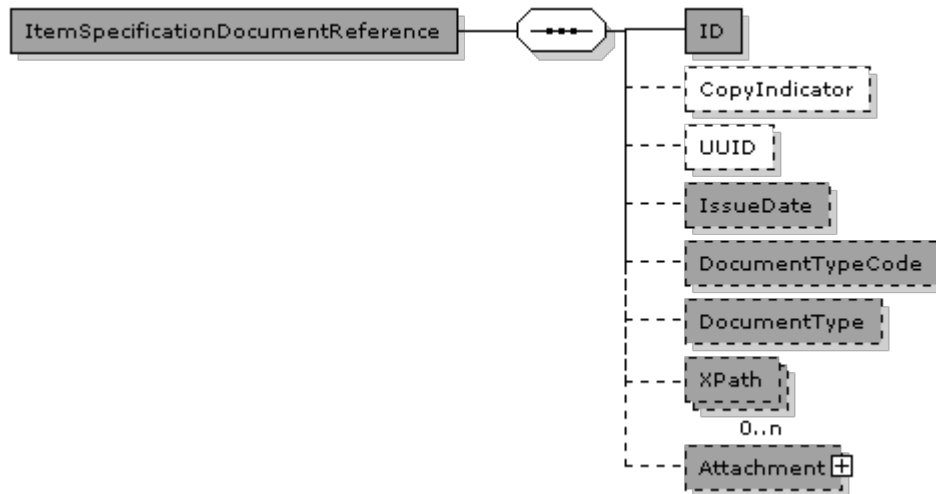 ItemSpecificationDocumentReference
ID
CopyIndicator
UUID
IssueDate
DocumentTypeCode
DocumentType
XPath
0..n
Attachment